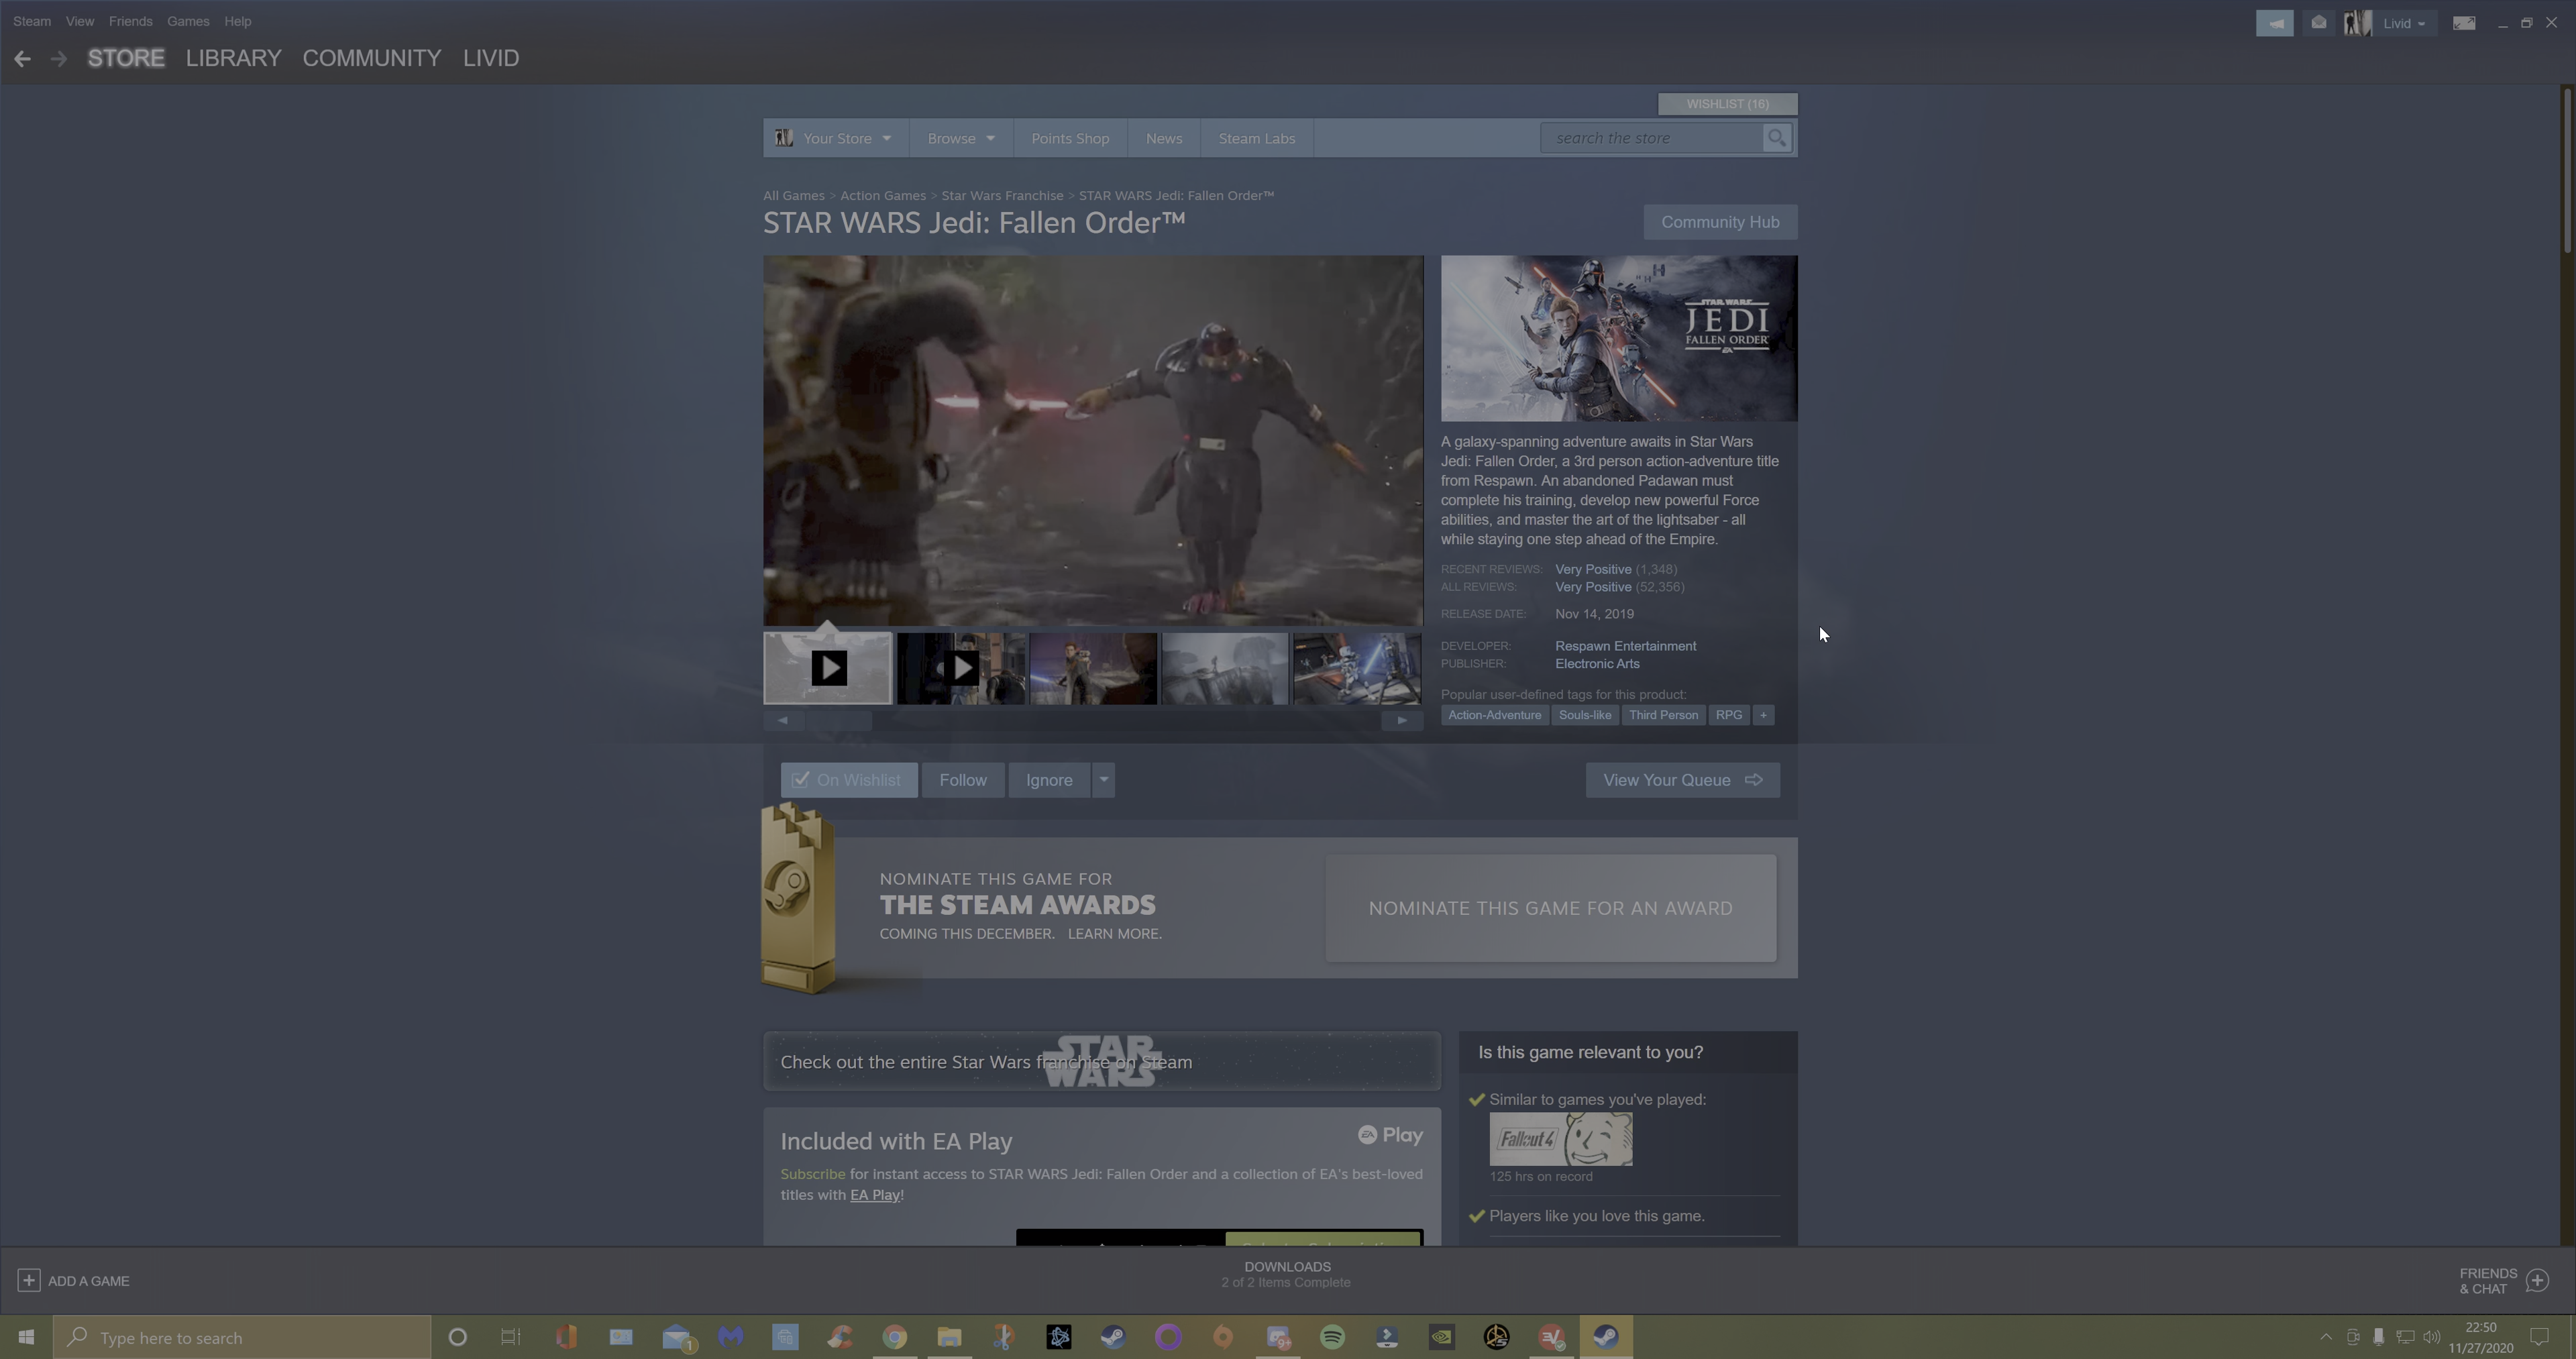 Steam View Friends Games Help
Livid
STORE LIBRARY COMMUNITY LIVID
WISHLIST (16)
Your Store Browse Points Shop News Steam Labs
search the store
All Games > Action Games > Star Wars Franchise > STAR WARS Jedi: Fallen Order™
STAR WARS Jedi: Fallen Order™
Community Hub
STAR WARS
JEDI
FALLEN ORDER
EA
A galaxy-spanning adventure awaits in Star Wars
Jedi: Fallen Order, a 3rd person action-adventure title
from Respawn. An abandoned Padawan must
complete his training, develop new powerful Force
abilities, and master the art of the lightsaber - all
while staying one step ahead of the Empire.
RECENT REVIEWS: Very Positive (1,348)
ALL REVIEWS: Very Positive (52,356)
RELEASE DATE: Nov 14, 2019
DEVELOPER: Respawn Entertainment
PUBLISHER: Electronic Arts
Popular user-defined tags for this product:
Action-Adventure Souls-like Third Person RPG +
On Wishlist Follow Ignore
View Your Queue
NOMINATE THIS GAME FOR
THE STEAM AWARDS
COMING THIS DECEMBER. LEARN MORE.
NOMINATE THIS GAME FOR AN AWARD
Check out the entire Star Wars franchise on Steam
STAR
WARS
Included with EA Play
EA Play
Subscribe for instant access to STAR WARS Jedi: Fallen Order and a collection of EA's best-loved
titles with EA Play!
Is this game relevant to you?
Similar to games you've played:
Fallout 4
125 hrs on record
Players like you love this game.
ADD A GAME
DOWNLOADS
2 of 2 Items Complete
FRIENDS
& CHAT
Type here to search
1
9+
22:50
11/27/2020